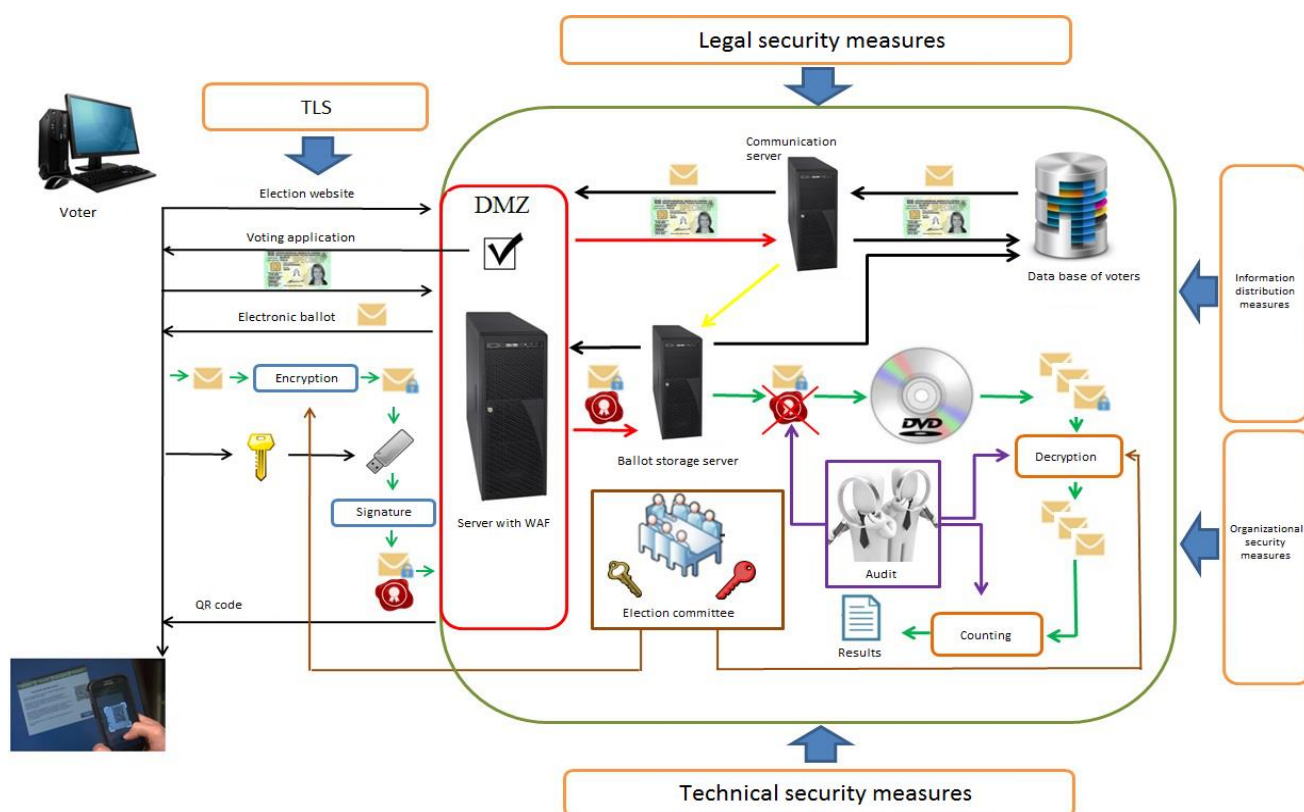 Legal security measures
TLS
Communication
server
Voter
Election website
DMZ
Voting application
Data base of voters
Information
distribution
measures
Electronic ballot
Encryption
DVD
Ballot storage server
Decryption
Signature
Server with WAF
Organizational
security
measures
Audit
Election committee
QR code
Counting
Results
Technical security measures